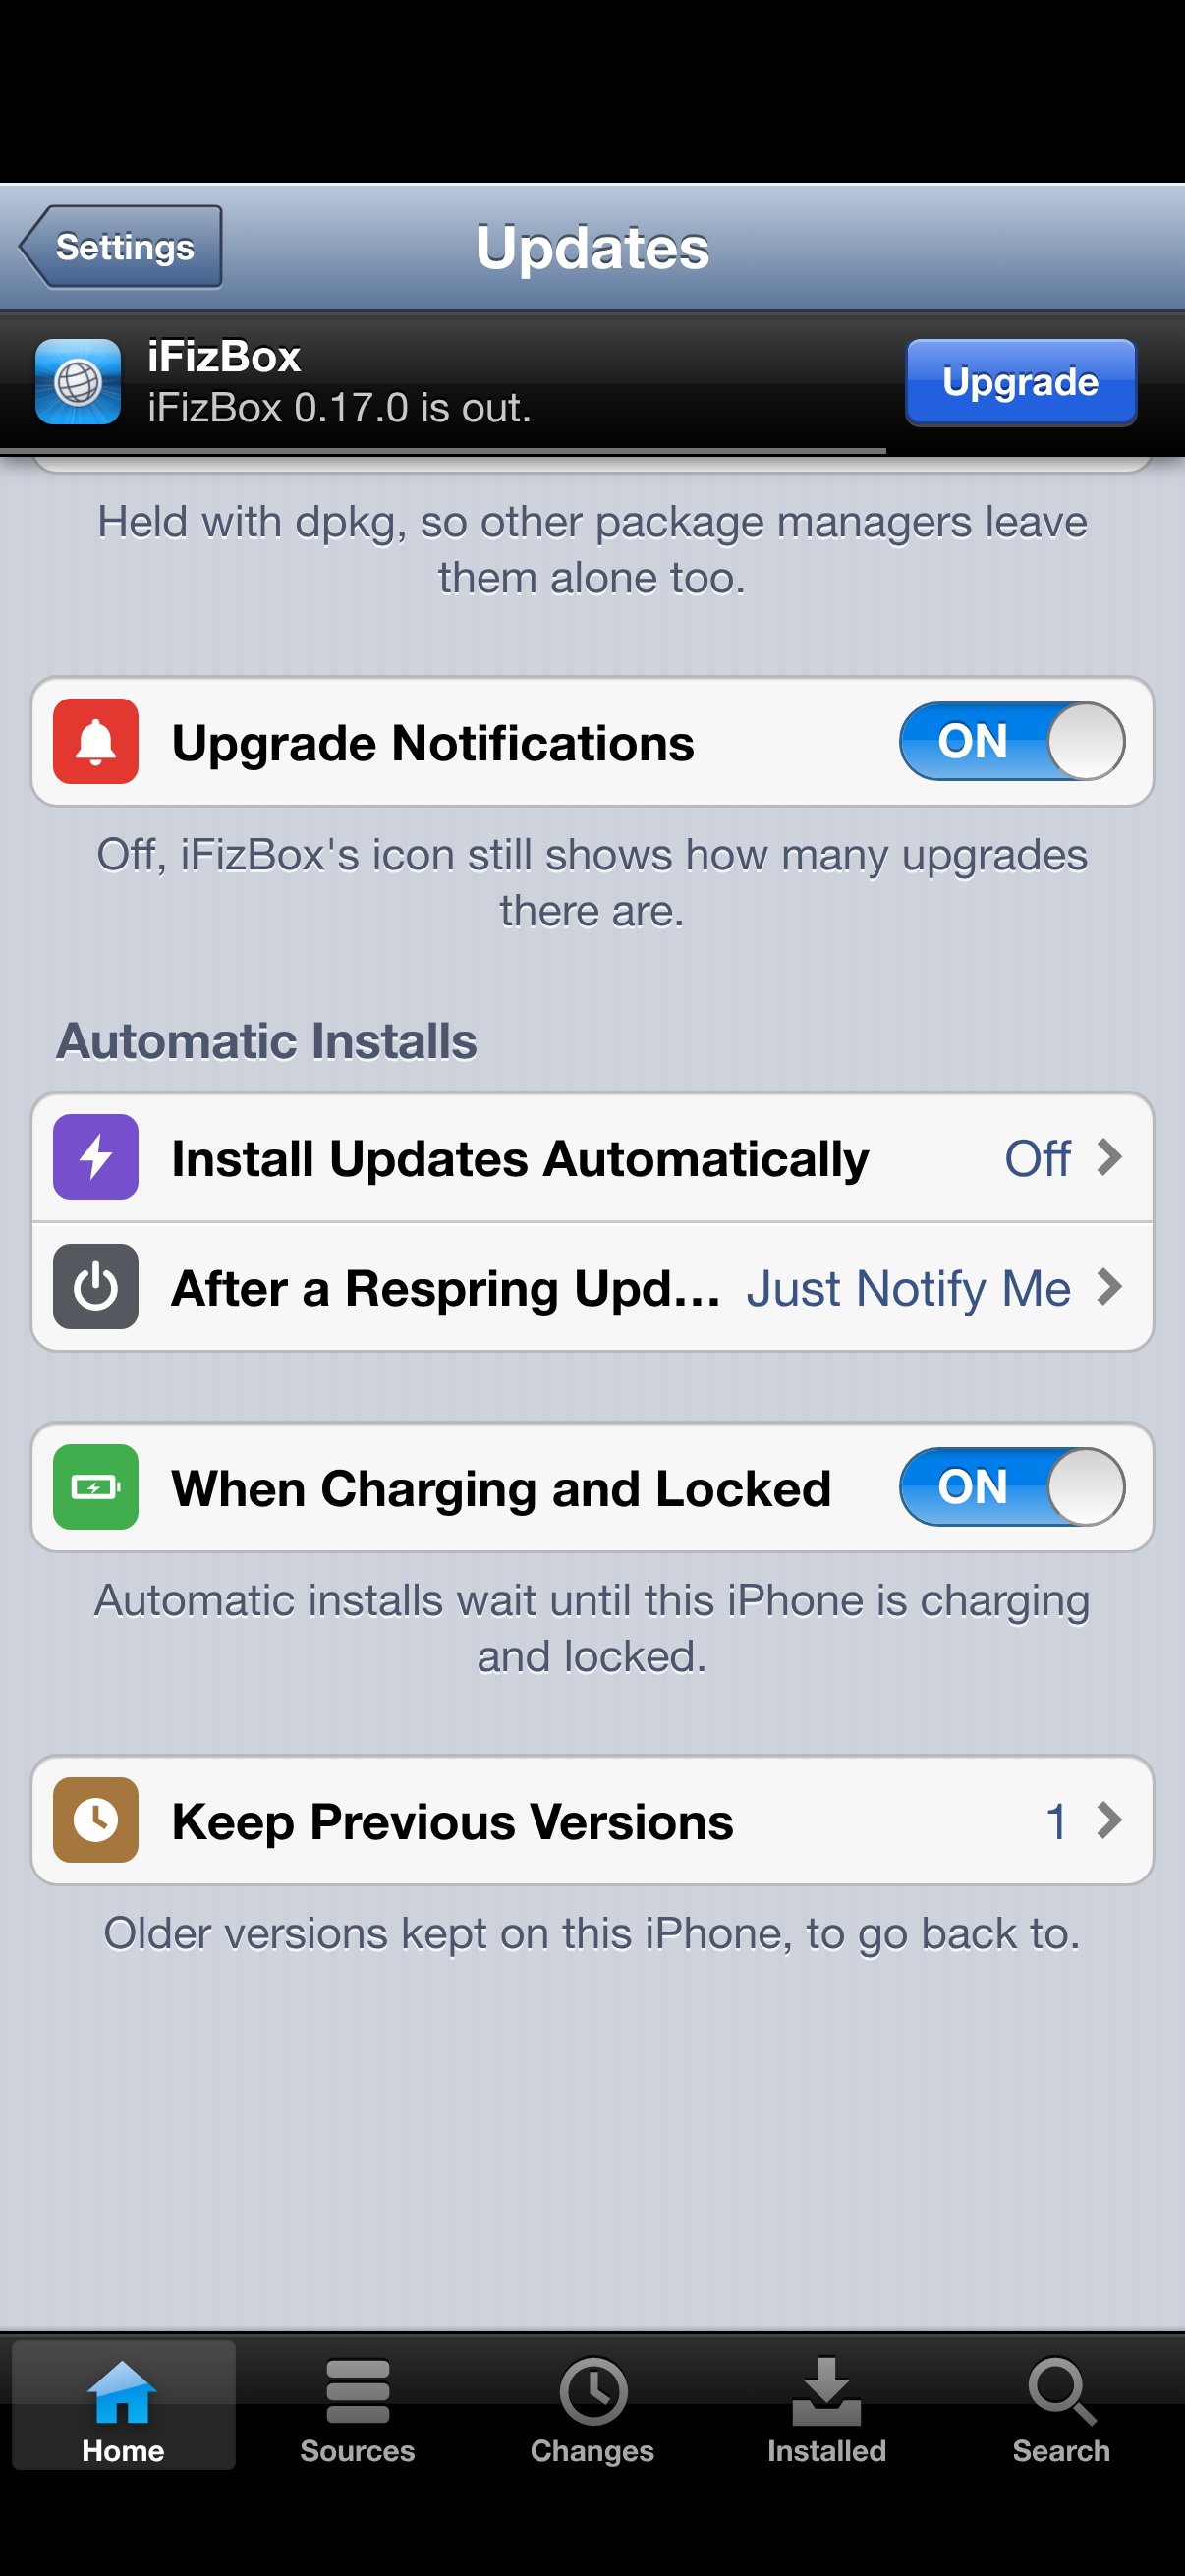 Settings
Updates
iFizBox
iFizBox 0.17.0 is out.
Upgrade
Held with dpkg, so other package managers leave
them alone too.
Upgrade Notifications
ON
Off, iFizBox's icon still shows how many upgrades
there are.
Automatic Installs
Install Updates Automatically
Off
After a Respring Upd...
Just Notify Me
When Charging and Locked
ON
Automatic installs wait until this iPhone is charging
and locked.
Keep Previous Versions
1
Older versions kept on this iPhone, to go back to.
Home
Sources
Changes
Installed
Search